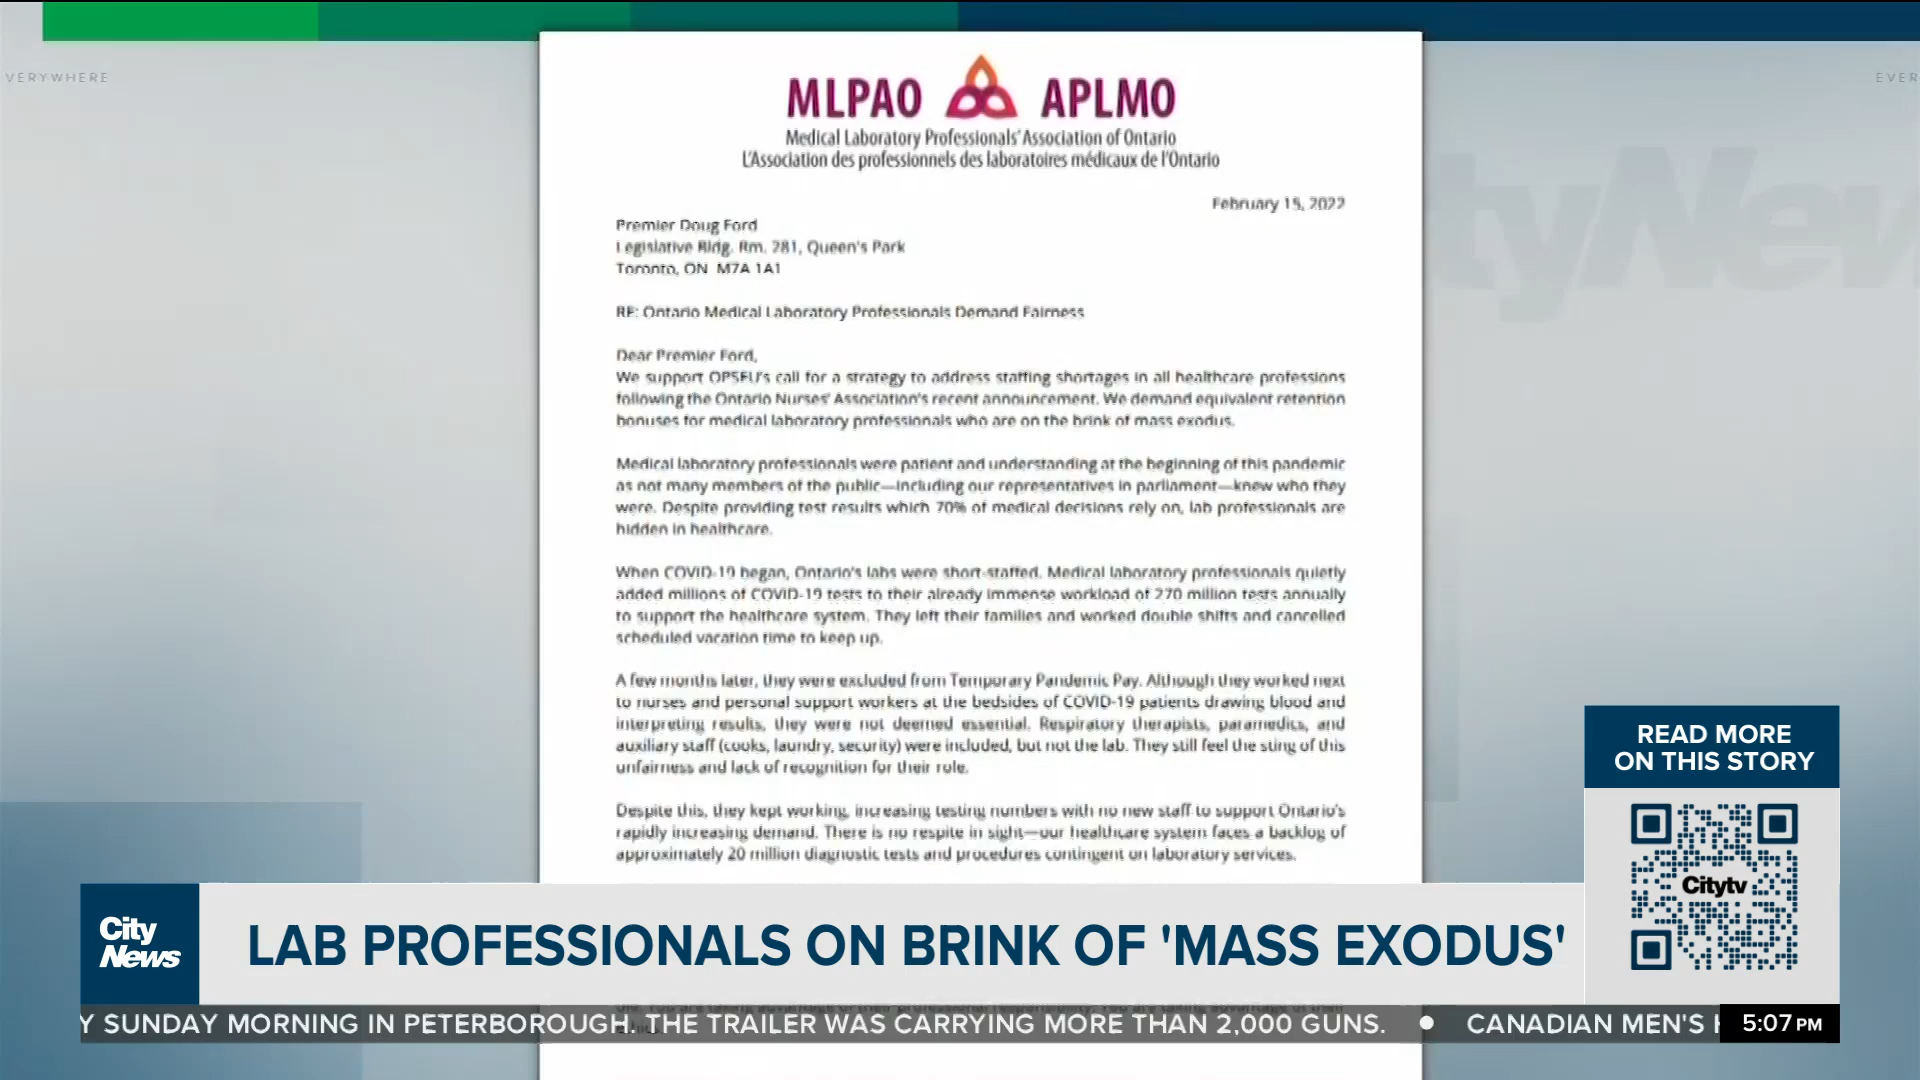 VERYWHERE
EVER
CityNews
MLPAO APLMO
Medical Laboratory Professionals' Association of Ontario
L'Association des professionnels des laboratoires médicaux de l'Ontario
February 15, 2022
Premier Doug Ford
Legislative Bldg. Rm. 281, Queen's Park
Toronto, ON M7A 1A1
RE: Ontario Medical Laboratory Professionals Demand Fairness
Dear Premier Ford,
We support OPSEU's call for a strategy to address staffing shortages in all healthcare professions
following the Ontario Nurses' Association's recent announcement. We demand equivalent retention
bonuses for medical laboratory professionals who are on the brink of mass exodus.
Medical laboratory professionals were patient and understanding at the beginning of this pandemic
as not many members of the public—including our representatives in parliament—knew who they
were. Despite providing test results which 70% of medical decisions rely on, lab professionals are
hidden in healthcare.
When COVID-19 began, Ontario's labs were short-staffed. Medical laboratory professionals quietly
added millions of COVID-19 tests to their already immense workload of 270 million tests annually
to support the healthcare system. They left their families and worked double shifts and cancelled
scheduled vacation time to keep up.
A few months later, they were excluded from Temporary Pandemic Pay. Although they worked next
to nurses and personal support workers at the bedsides of COVID-19 patients drawing blood and
interpreting results, they were not deemed essential. Respiratory therapists, paramedics, and
auxiliary staff (cooks, laundry, security) were included, but not the lab. They still feel the sting of this
unfairness and lack of recognition for their role.
Despite this, they kept working, increasing testing numbers with no new staff to support Ontario's
rapidly increasing demand. There is no respite in sight—our healthcare system faces a backlog of
approximately 20 million diagnostic tests and procedures contingent on laboratory services.
READ MORE
ON THIS STORY
Citytv
City
News
LAB PROFESSIONALS ON BRINK OF 'MASS EXODUS'
Y SUNDAY MORNING IN PETERBOROUGH. THE TRAILER WAS CARRYING MORE THAN 2,000 GUNS. • CANADIAN MEN'S
5:07 PM